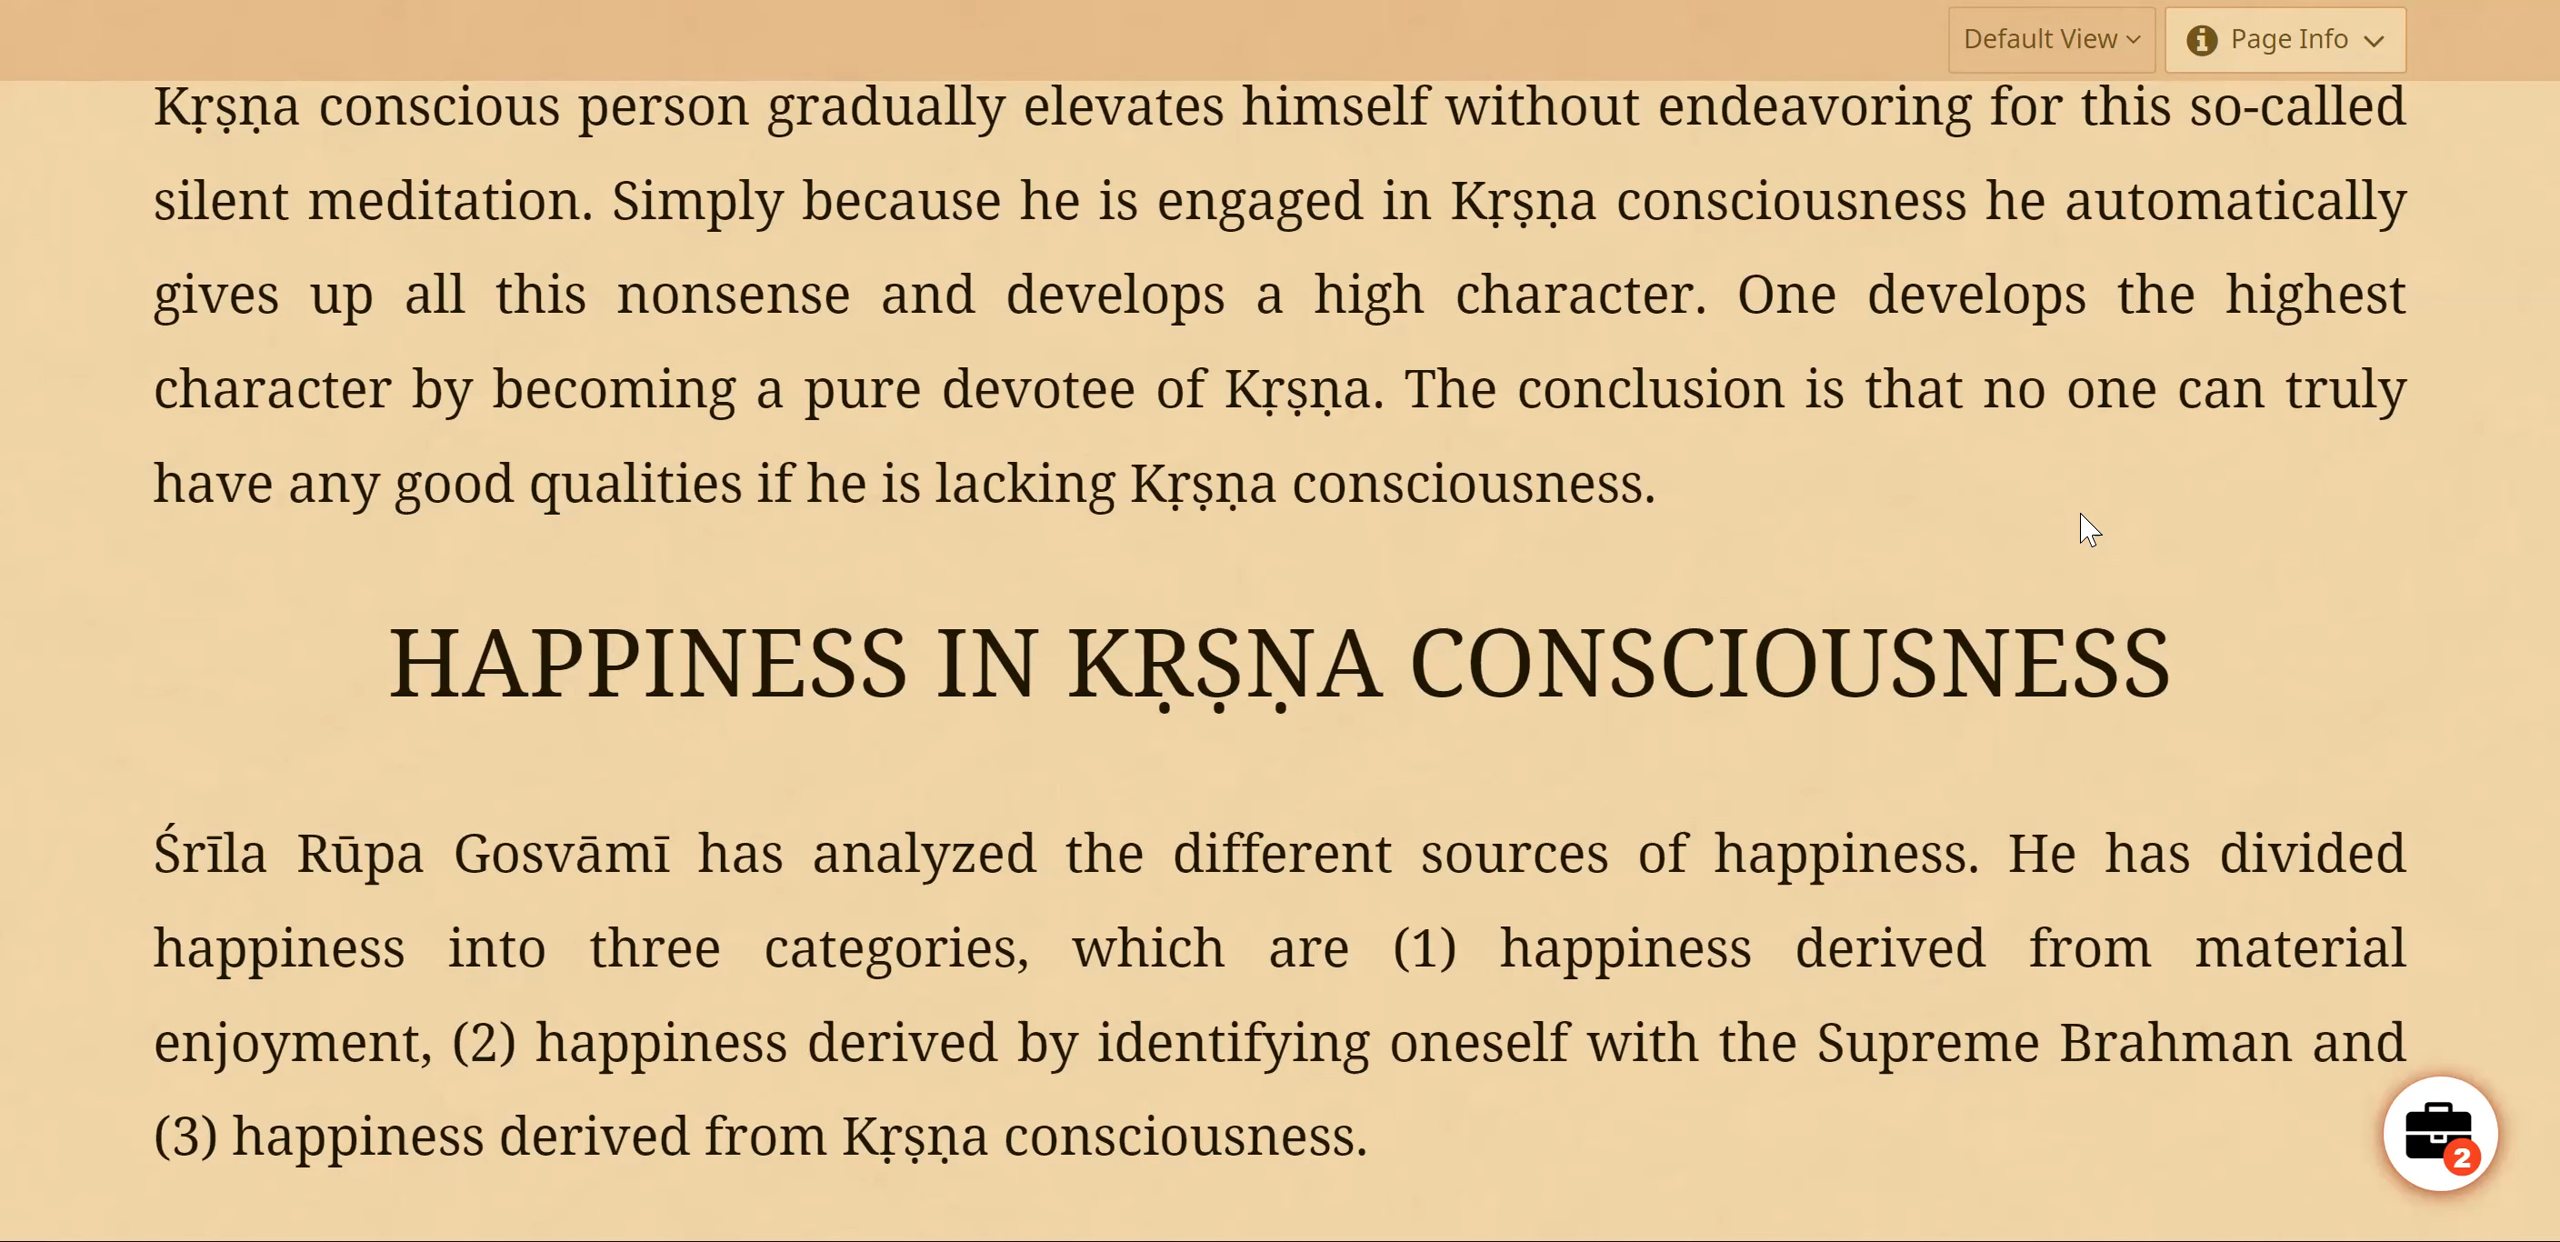 Default View
Page Info
Kṛṣṇa conscious person gradually elevates himself without endeavoring for this so-called
silent meditation. Simply because he is engaged in Kṛṣṇa consciousness he automatically
gives up all this nonsense and develops a high character. One develops the highest
character by becoming a pure devotee of Kṛṣṇa. The conclusion is that no one can truly
have any good qualities if he is lacking Kṛṣṇa consciousness.
HAPPINESS IN KṚṢṆA CONSCIOUSNESS
Śrīla Rūpa Gosvāmī has analyzed the different sources of happiness. He has divided
happiness into three categories, which are (1) happiness derived from material
enjoyment, (2) happiness derived by identifying oneself with the Supreme Brahman and
(3) happiness derived from Kṛṣṇa consciousness.
2